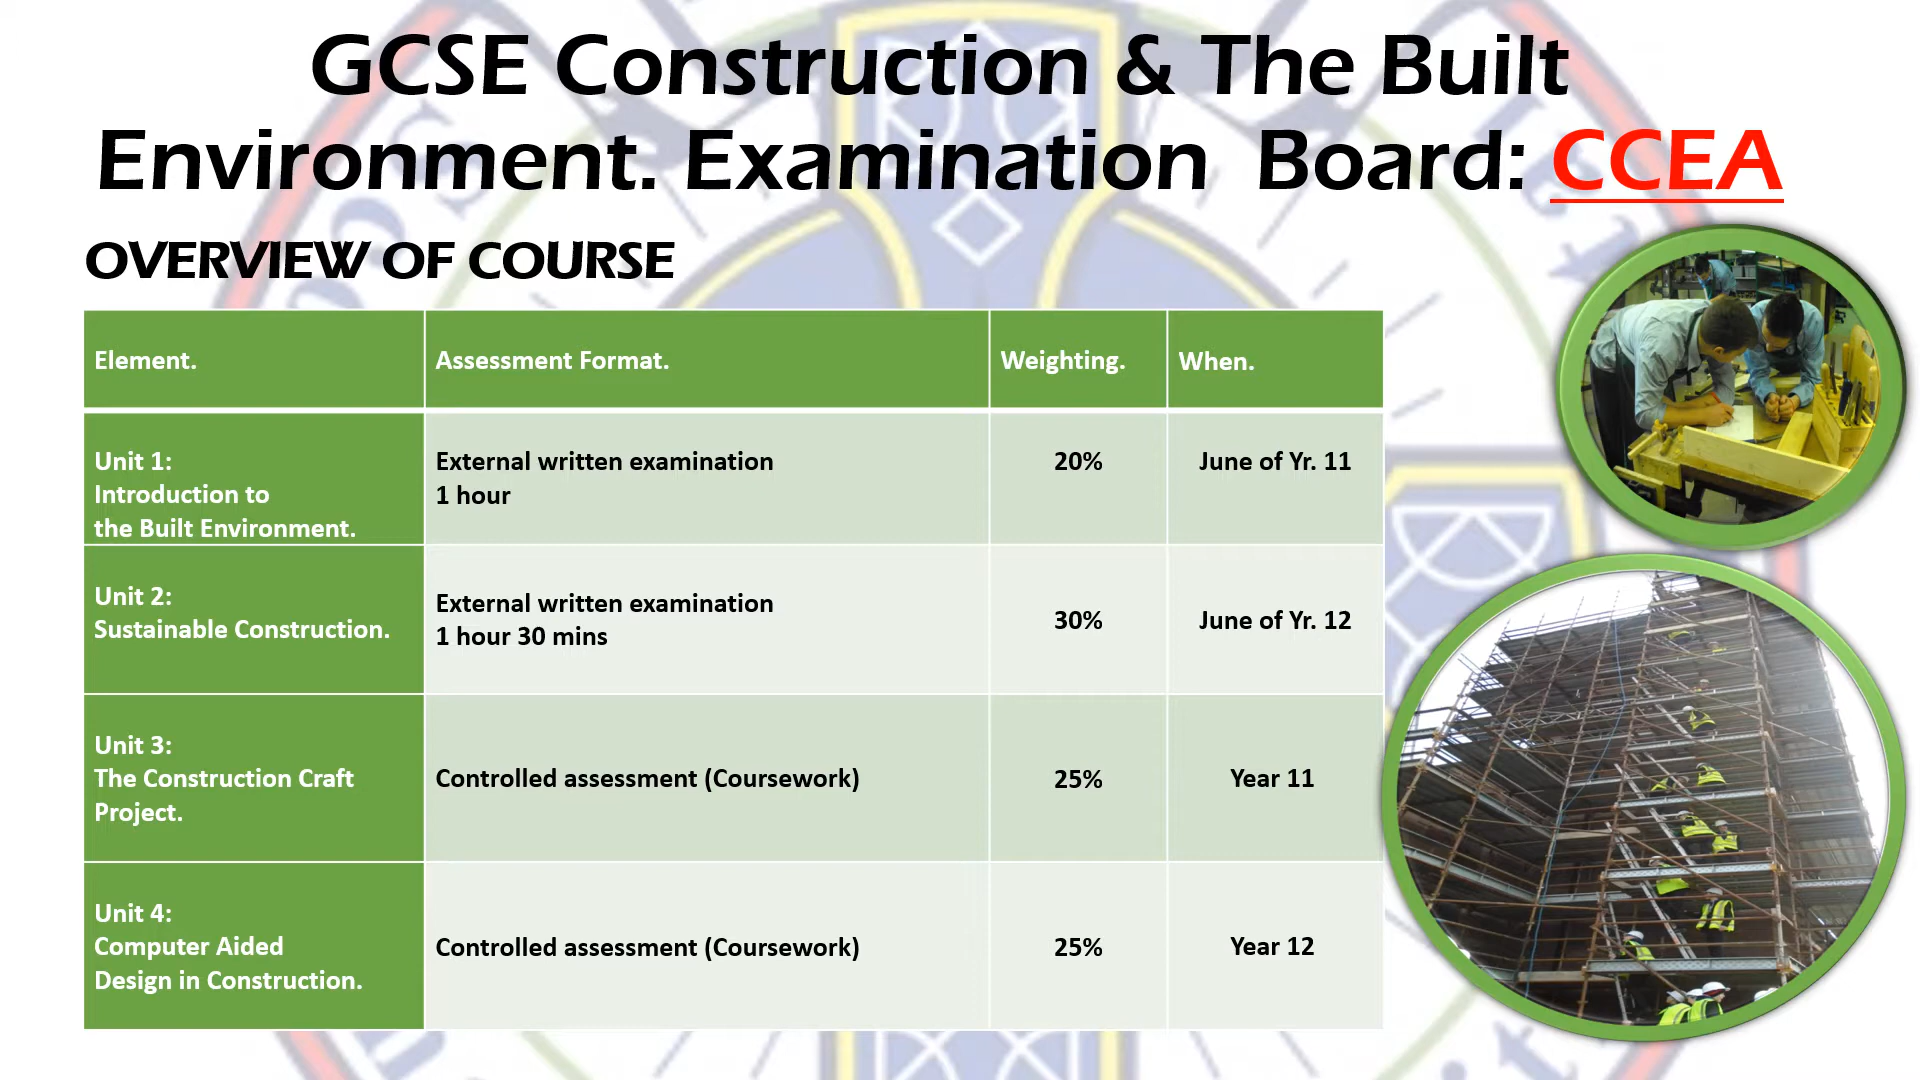 GCSE Construction & The Built
Environment. Examination Board: CCEA
OVERVIEW OF COURSE
Element.
Assessment Format.
Weighting.
When.
Unit 1:
Introduction to
the Built Environment.
External written examination
1 hour
20%
June of Yr. 11
Unit 2:
Sustainable Construction.
External written examination
1 hour 30 mins
30%
June of Yr. 12
Unit 3:
The Construction Craft
Project.
Controlled assessment (Coursework)
25%
Year 11
Unit 4:
Computer Aided
Design in Construction.
Controlled assessment (Coursework)
25%
Year 12